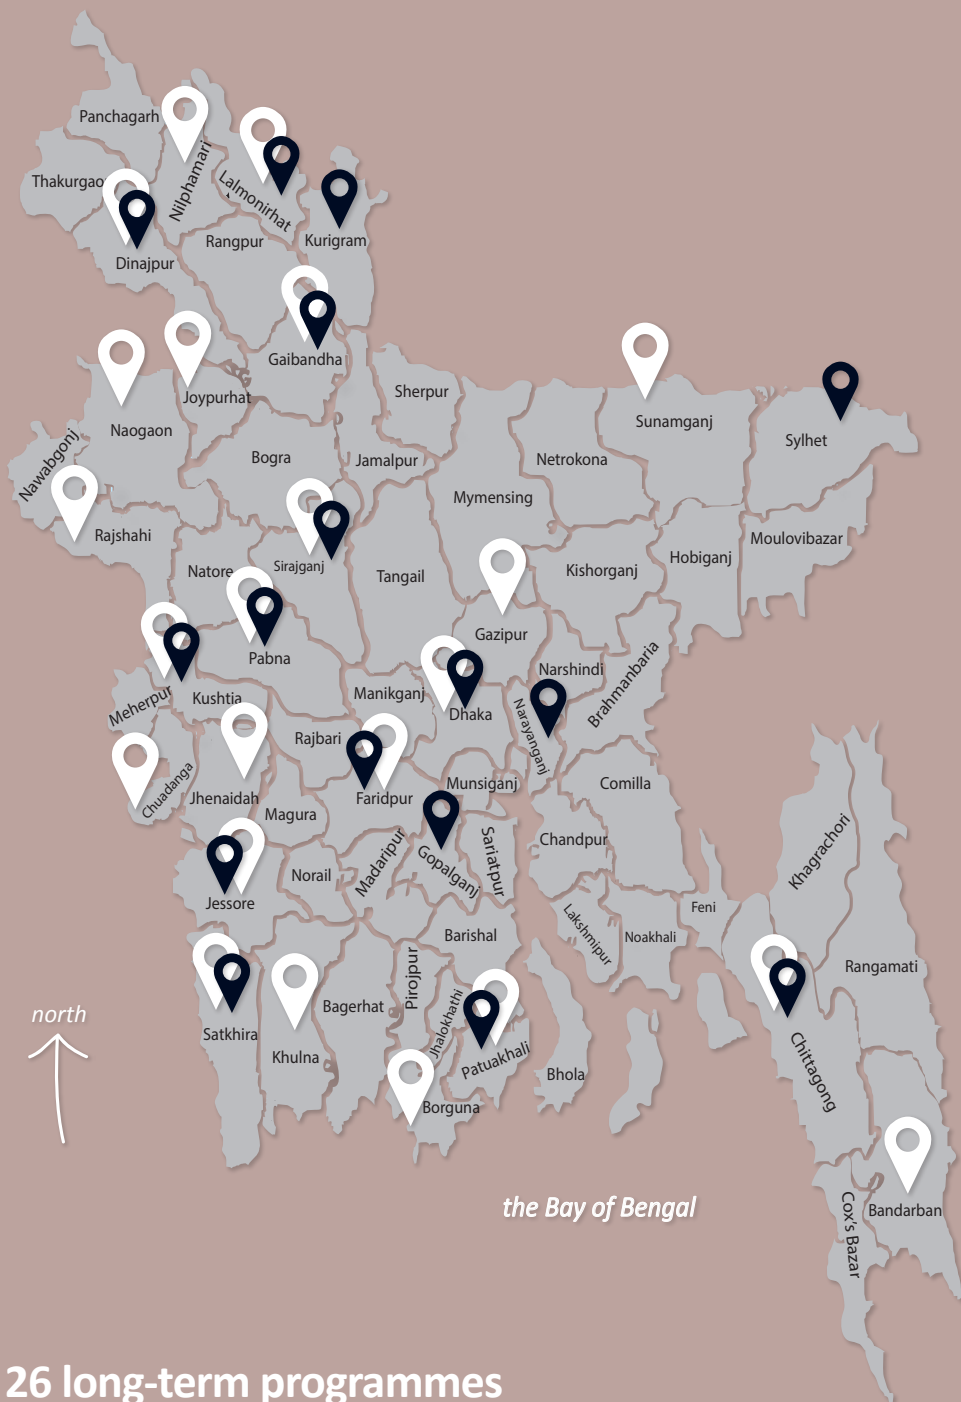 Panchagarh
Thakurgao
Nilphamari
Lalmonirhat
Kurigram
Rangpur
Dinajpur
Gaibandha
Joypurhat
Sherpur
Sunamganj
Sylhet
Naogaon
Nawabgonj
Bogra
Jamalpur
Netrokona
Mymensing
Rajshahi
Natore
Sirajganj
Tangail
Kishorganj
Hobiganj
Moulovibazar
Gazipur
Pabna
Narshindi
Brahmanbaria
Meherpur
Kushtia
Manikganj
Dhaka
Narayanganj
Rajbari
Chuadanga
Jhenaidah
Faridpur
Munsiganj
Comilla
Magura
Chandpur
Khagrachori
Madaripur
Gopalganj
Sariatpur
Norail
Jessore
Feni
Lakshmipur
Noakhali
Barishal
Rangamati
Pirojpur
Bagerhat
north
Satkhira
Khulna
Jhalokhathi
Patuakhali
Bhola
Chittagong
Borguna
the Bay of Bengal
Bandarban
Cox's Bazar
26 long-term programmes